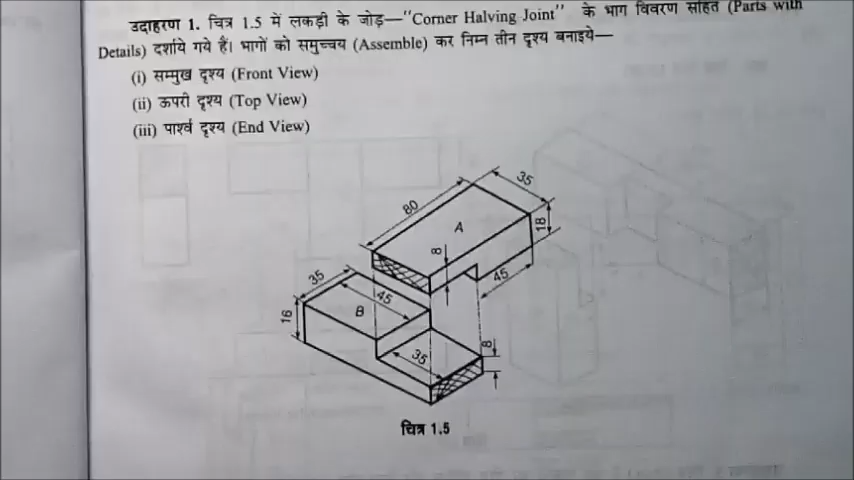 उदाहरण 1. चित्र 1.5 में लकड़ी के जोड़—"Corner Halving Joint" के भाग विवरण सहित (Parts with
Details) दर्शाये गये हैं। भागों को समुच्चय (Assemble) कर निम्न तीन दृश्य बनाइये—
(i) सम्मुख दृश्य (Front View)
(ii) ऊपरी दृश्य (Top View)
(iii) पार्श्व दृश्य (End View)
80
35
A
18
8
45
35
45
B
16
35
8
चित्र 1.5